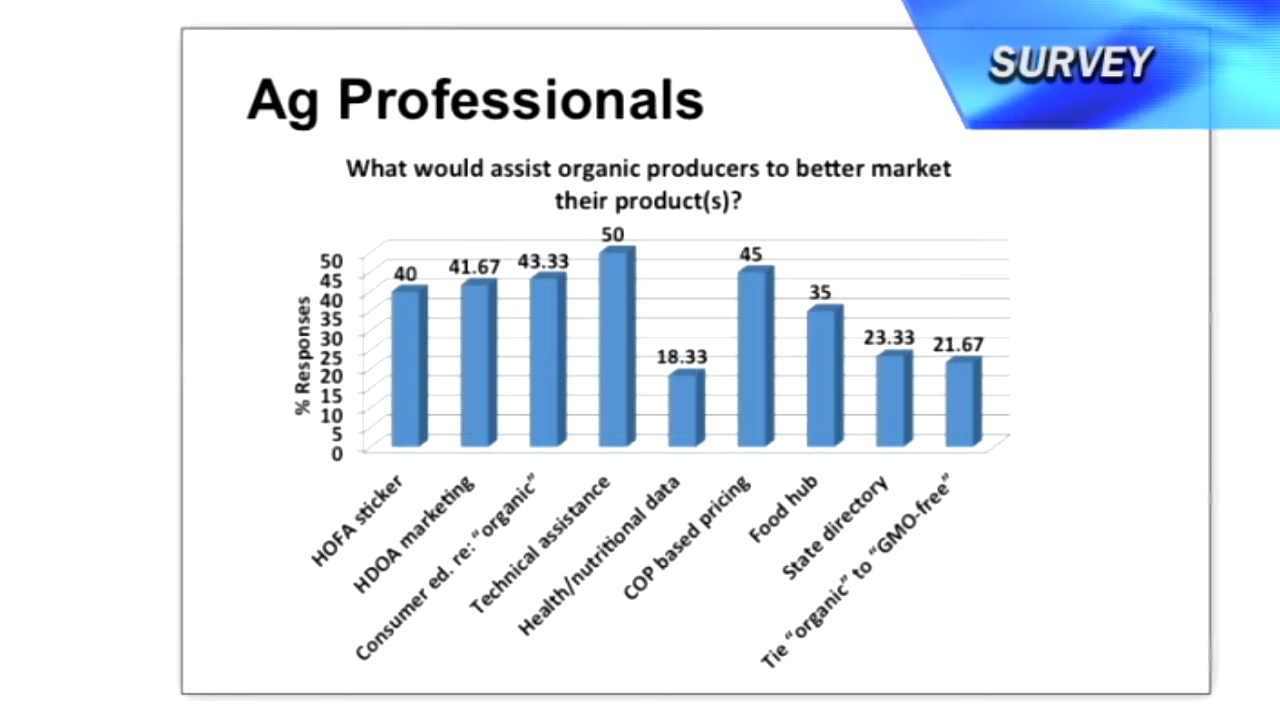 SURVEY
Ag Professionals
What would assist organic producers to better market
their product(s)?
% Responses
50
45
40
35
30
25
20
15
10
5
0
40
41.67
43.33
50
18.33
45
35
23.33
21.67
HOFA sticker
HDOA marketing
Consumer ed. re: “organic”
Technical assistance
Health/nutritional data
COP based pricing
Food hub
State directory
Tie “organic” to “GMO-free”